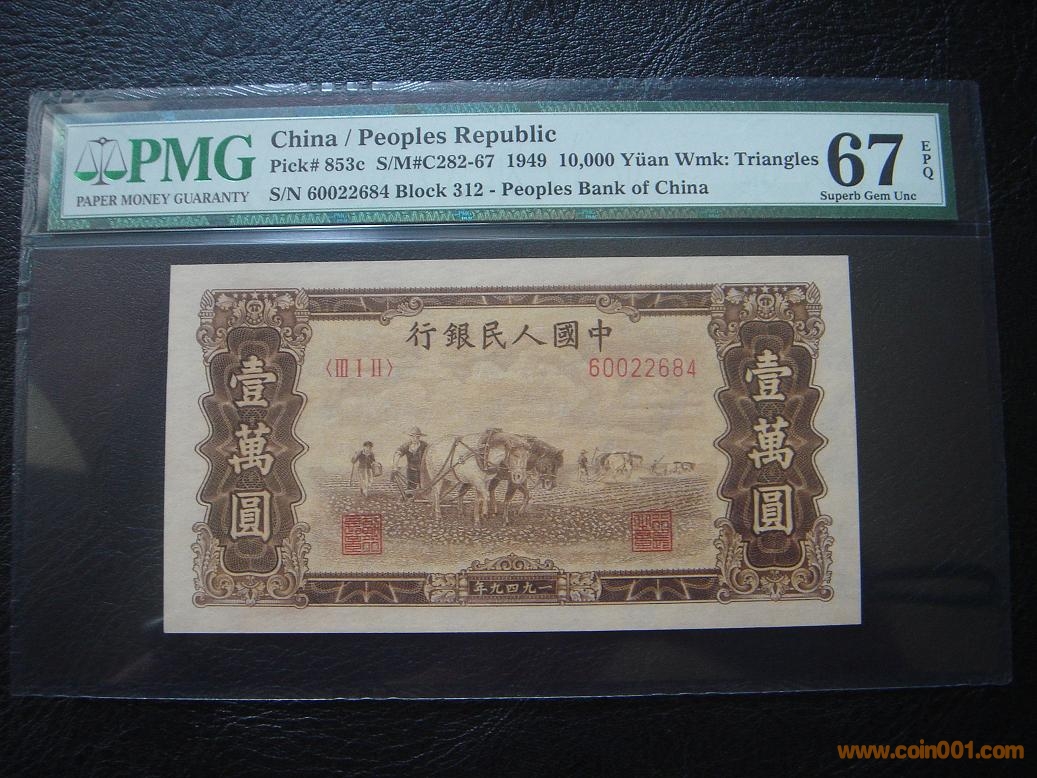 PMG
PAPER MONEY GUARANTY
China / Peoples Republic
Pick# 853c S/M#C282-67 1949 10,000 Yüan Wmk: Triangles
S/N 60022684 Block 312 - Peoples Bank of China
67
EPQ
Superb Gem Unc
行銀民人國中
〈III I II〉
60022684
壹萬圓
壹萬圓
年九四九一
www.coin001.com